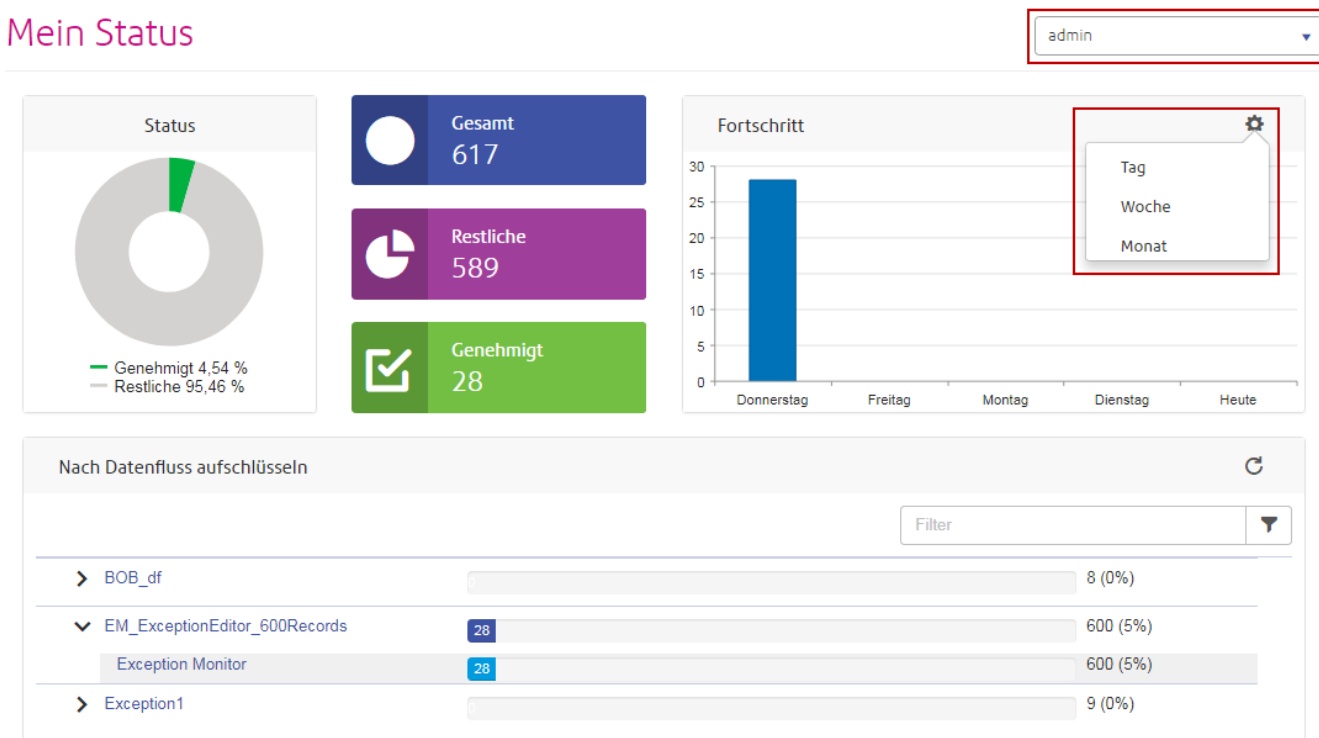 Mein Status
admin
Status
Genehmigt 4,54 %
Restliche 95,46 %
Gesamt
617
Restliche
589
Genehmigt
28
Fortschritt
Tag
Woche
Monat
30
25
20
15
10
5
0
Donnerstag Freitag Montag Dienstag Heute
Nach Datenfluss aufschlüsseln
Filter
BOB_df 0 8 (0%)
EM_ExceptionEditor_600Records 28 600 (5%)
Exception Monitor 28 600 (5%)
Exception1 0 9 (0%)